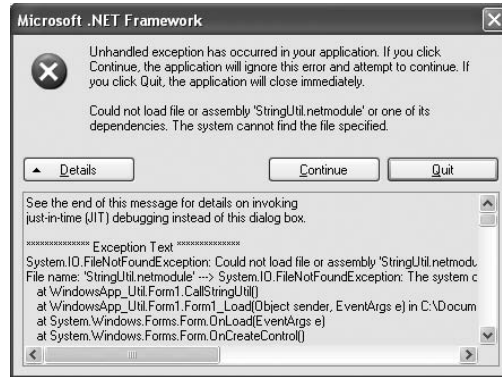 Microsoft .NET Framework
Unhandled exception has occurred in your application. If you click
Continue, the application will ignore this error and attempt to continue. If
you click Quit, the application will close immediately.
Could not load file or assembly 'StringUtil.netmodule' or one of its
dependencies. The system cannot find the file specified.
Details Continue Quit
See the end of this message for details on invoking
just-in-time (JIT) debugging instead of this dialog box.
************** Exception Text **************
System.IO.FileNotFoundException: Could not load file or assembly 'StringUtil.netmodu
File name: 'StringUtil.netmodule' ---> System.IO.FileNotFoundException: The system c
at WindowsApp_Util.Form1.CallStringUtil()
at WindowsApp_Util.Form1.Form1_Load(Object sender, EventArgs e) in C:\Docum
at System.Windows.Forms.Form.OnLoad(EventArgs e)
at System.Windows.Forms.Form.OnCreateControl()